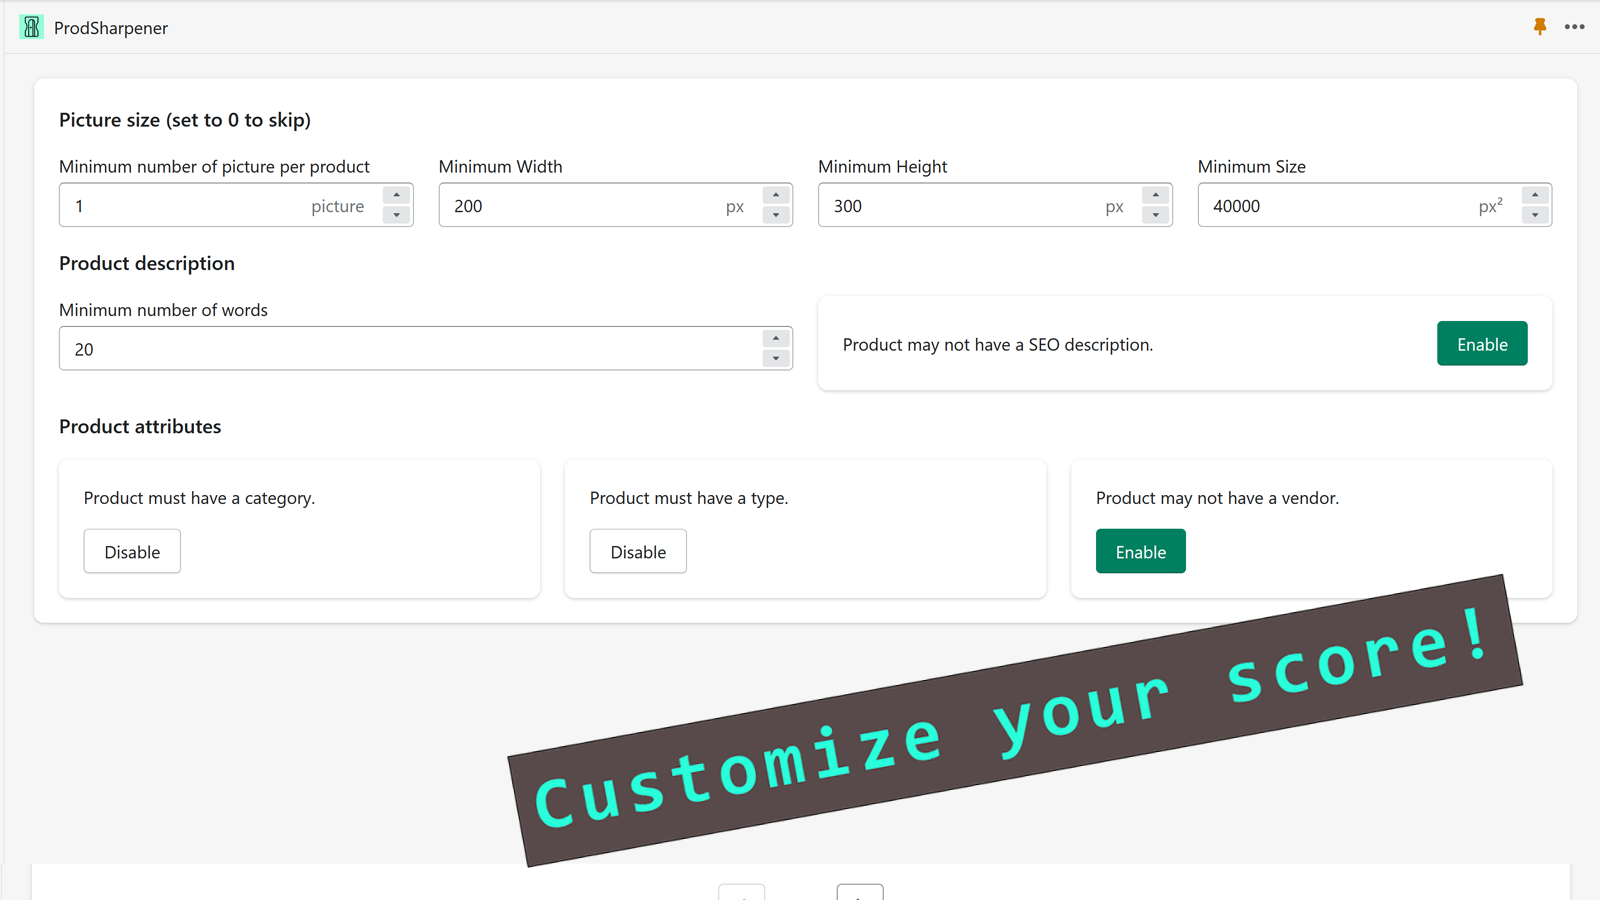 ProdSharpener
Picture size (set to 0 to skip)
Minimum number of picture per product
Minimum Width
Minimum Height
Minimum Size
1 picture
200 px
300 px
40000 px²
Product description
Minimum number of words
20
Product may not have a SEO description.
Enable
Product attributes
Product must have a category.
Disable
Product must have a type.
Disable
Product may not have a vendor.
Enable
Customize your score!